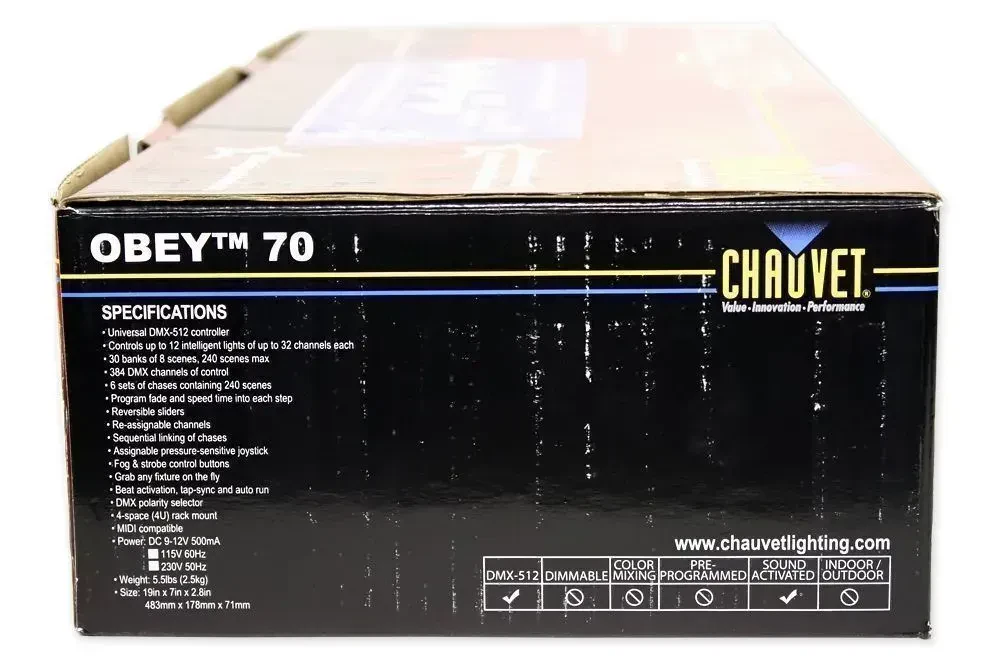 OBEY™ 70
CHAUVET®
Value - Innovation - Performance
SPECIFICATIONS
• Universal DMX-512 controller
• Controls up to 12 intelligent lights of up to 32 channels each
• 30 banks of 8 scenes, 240 scenes max
• 384 DMX channels of control
• 6 sets of chases containing 240 scenes
• Program fade and speed time into each step
• Reversible sliders
• Re-assignable channels
• Sequential linking of chases
• Assignable pressure-sensitive joystick
• Fog & strobe control buttons
• Grab any fixture on the fly
• Beat activation, tap-sync and auto run
• DMX polarity selector
• 4-space (4U) rack mount
• MIDI compatible
• Power: DC 9-12V 500mA
115V 60Hz
230V 50Hz
• Weight: 5.5lbs (2.5kg)
• Size: 19in x 7in x 2.8in
483mm x 178mm x 71mm
www.chauvetlighting.com
DMX-512 DIMMABLE COLOR MIXING PRE-PROGRAMMED SOUND ACTIVATED INDOOR / OUTDOOR